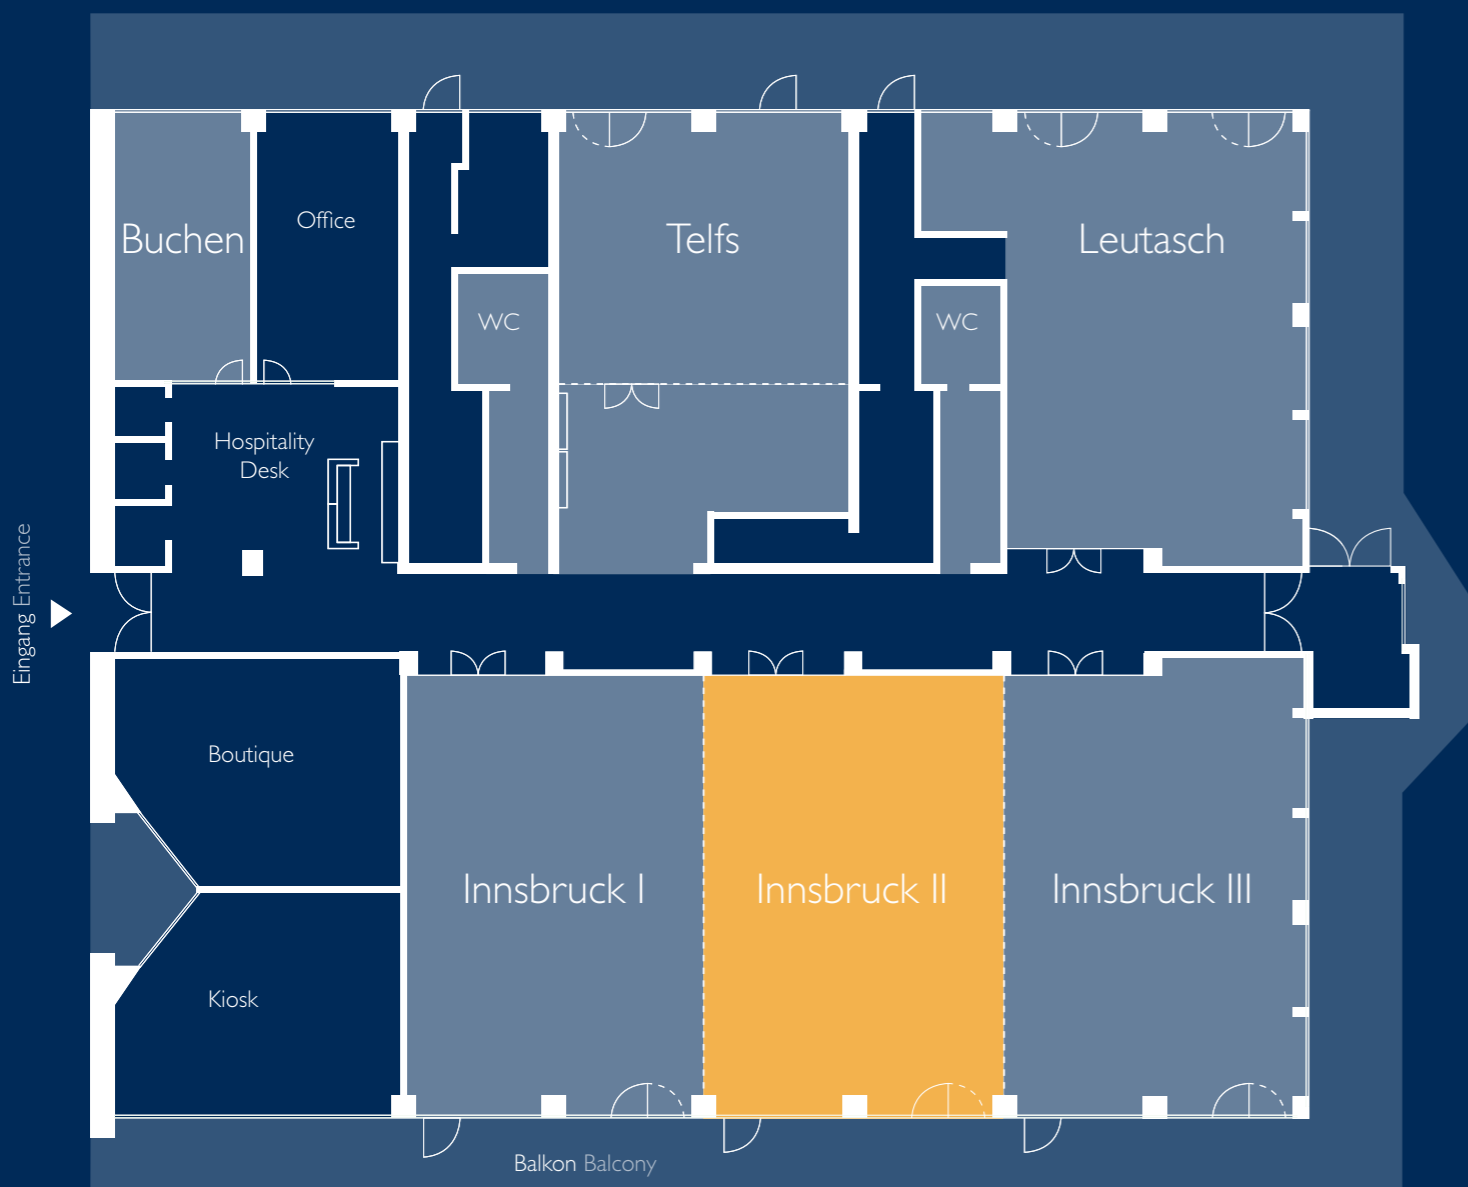 Buchen
Office
Telfs
Leutasch
WC
WC
Hospitality
Desk
Eingang Entrance
Boutique
Innsbruck I
Innsbruck II
Innsbruck III
Kiosk
Balkon Balcony